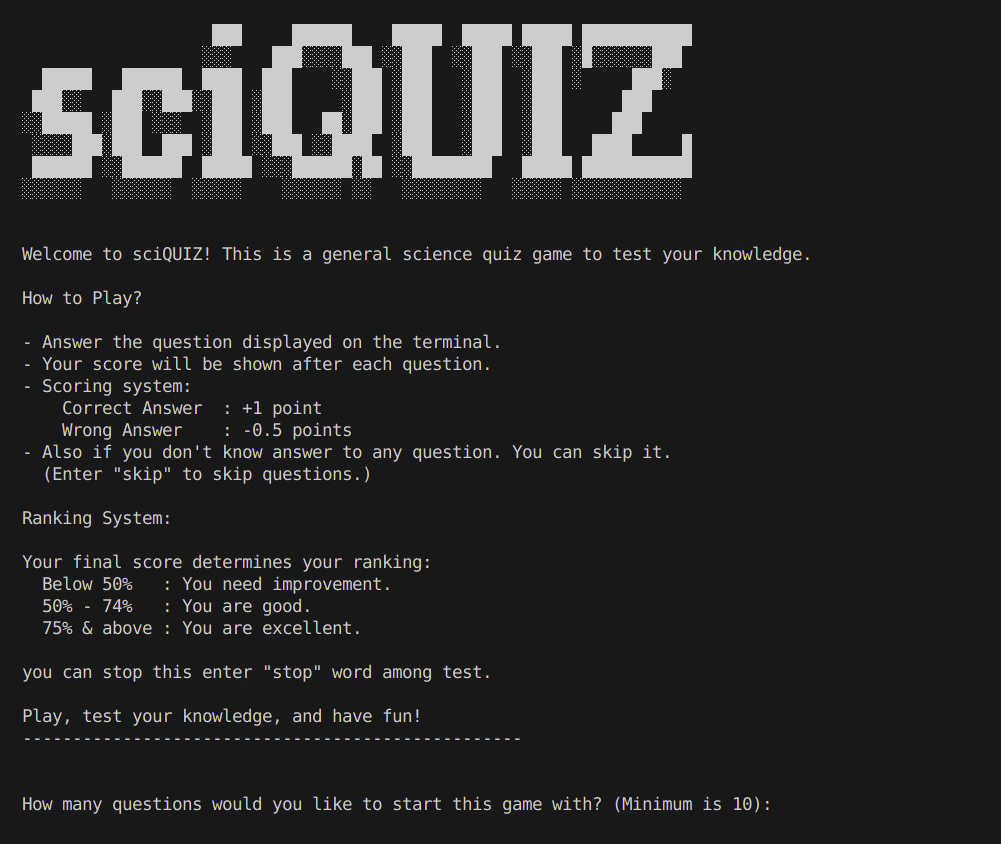 sciQUIZ
Welcome to sciQUIZ! This is a general science quiz game to test your knowledge.
How to Play?
- Answer the question displayed on the terminal.
- Your score will be shown after each question.
- Scoring system:
Correct Answer : +1 point
Wrong Answer : -0.5 points
- Also if you don't know answer to any question. You can skip it.
(Enter "skip" to skip questions.)
Ranking System:
Your final score determines your ranking:
Below 50% : You need improvement.
50% - 74% : You are good.
75% & above : You are excellent.
you can stop this enter "stop" word among test.
Play, test your knowledge, and have fun!
--------------------------------------------------
How many questions would you like to start this game with? (Minimum is 10):